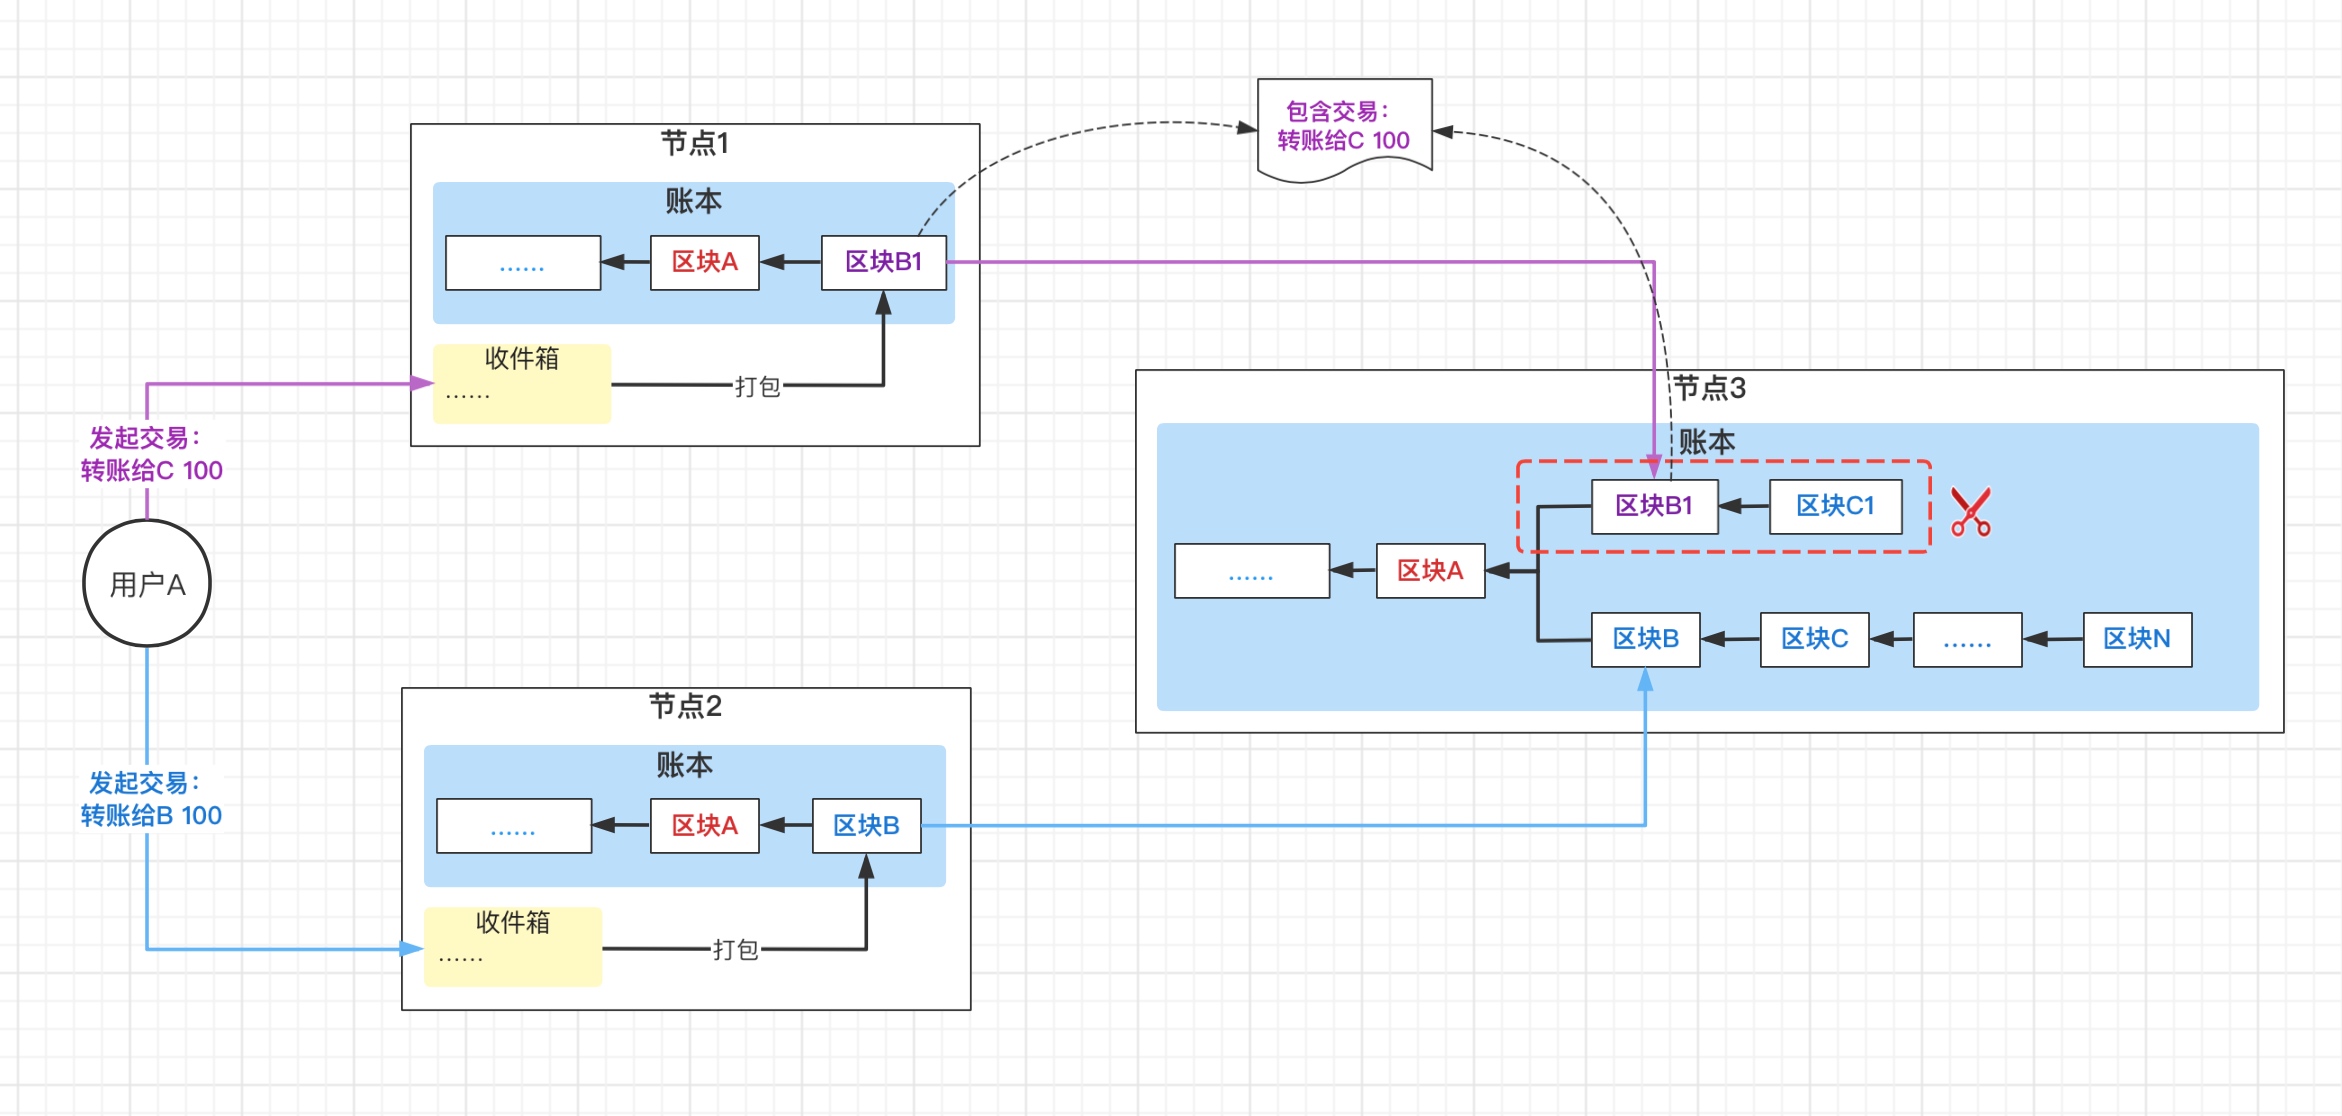 包含交易：
转账给C 100
节点1
账本
......
区块A
区块B1
收件箱
......
打包
发起交易：
转账给C 100
用户A
发起交易：
转账给B 100
节点2
账本
......
区块A
区块B
收件箱
......
打包
节点3
账本
区块B1
区块C1
......
区块A
区块B
区块C
......
区块N